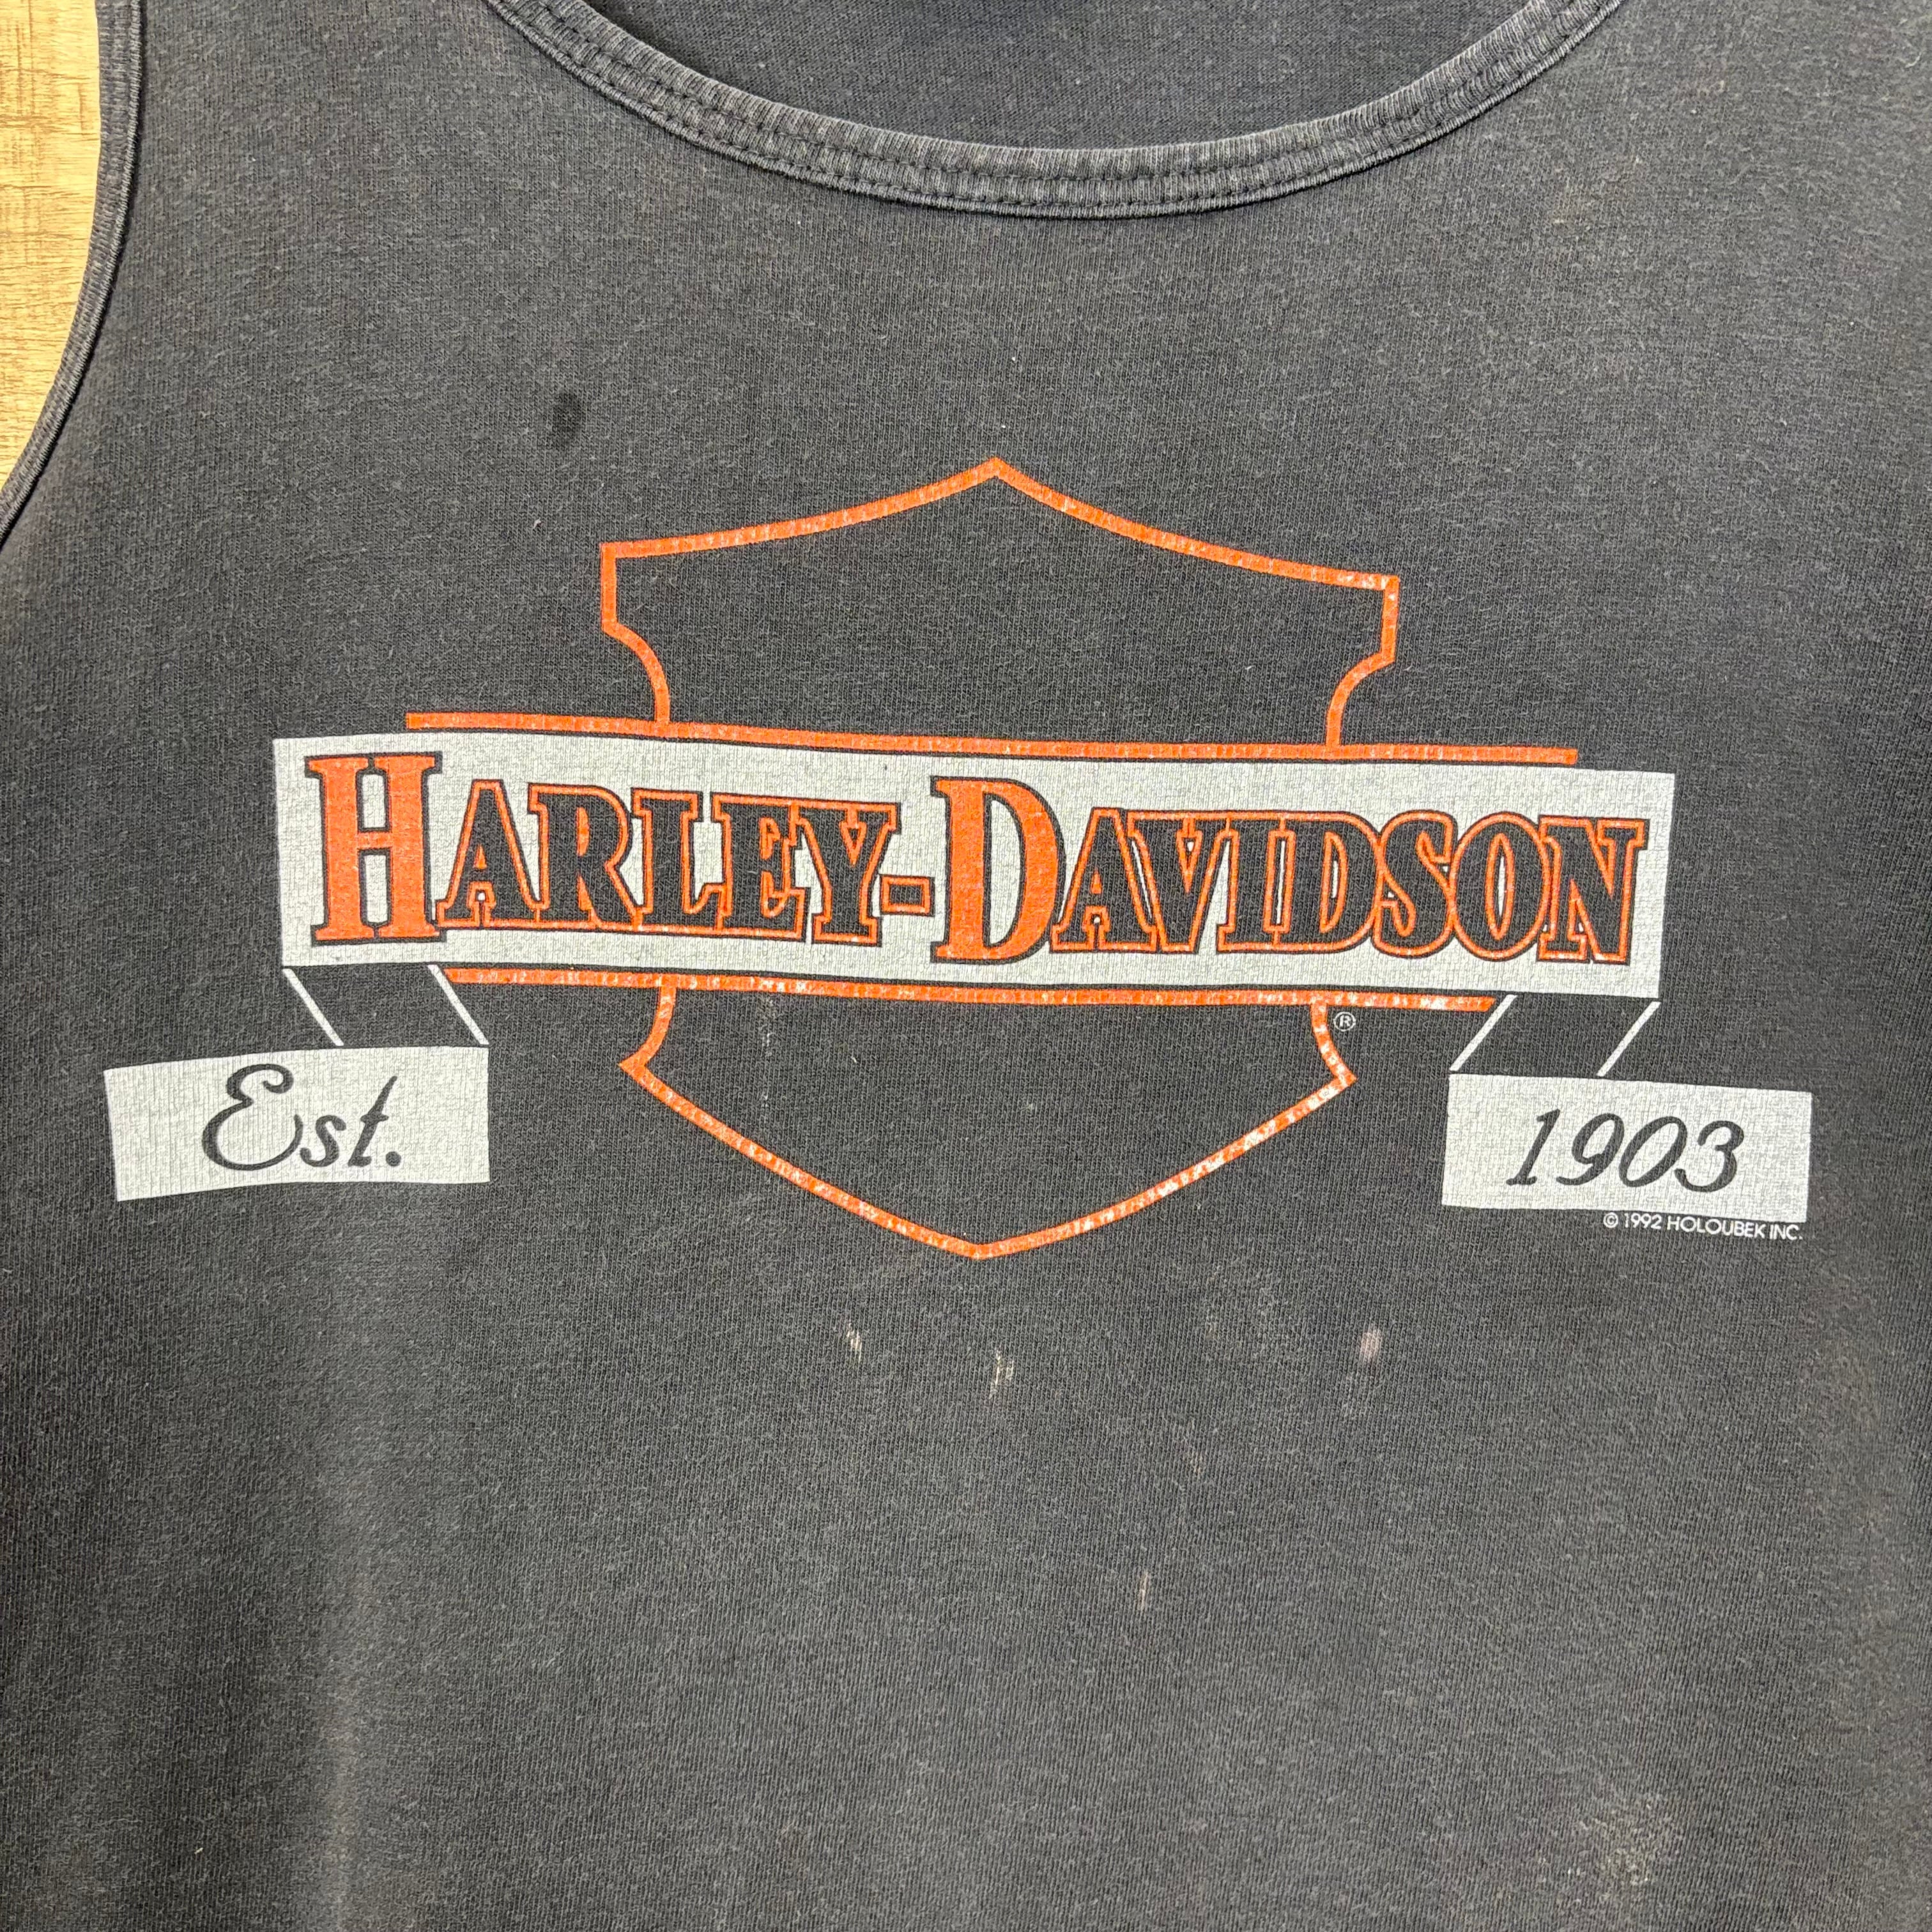 HARLEY-DAVIDSON
®
Est. 1903
© 1992 HOLOUBEK INC.